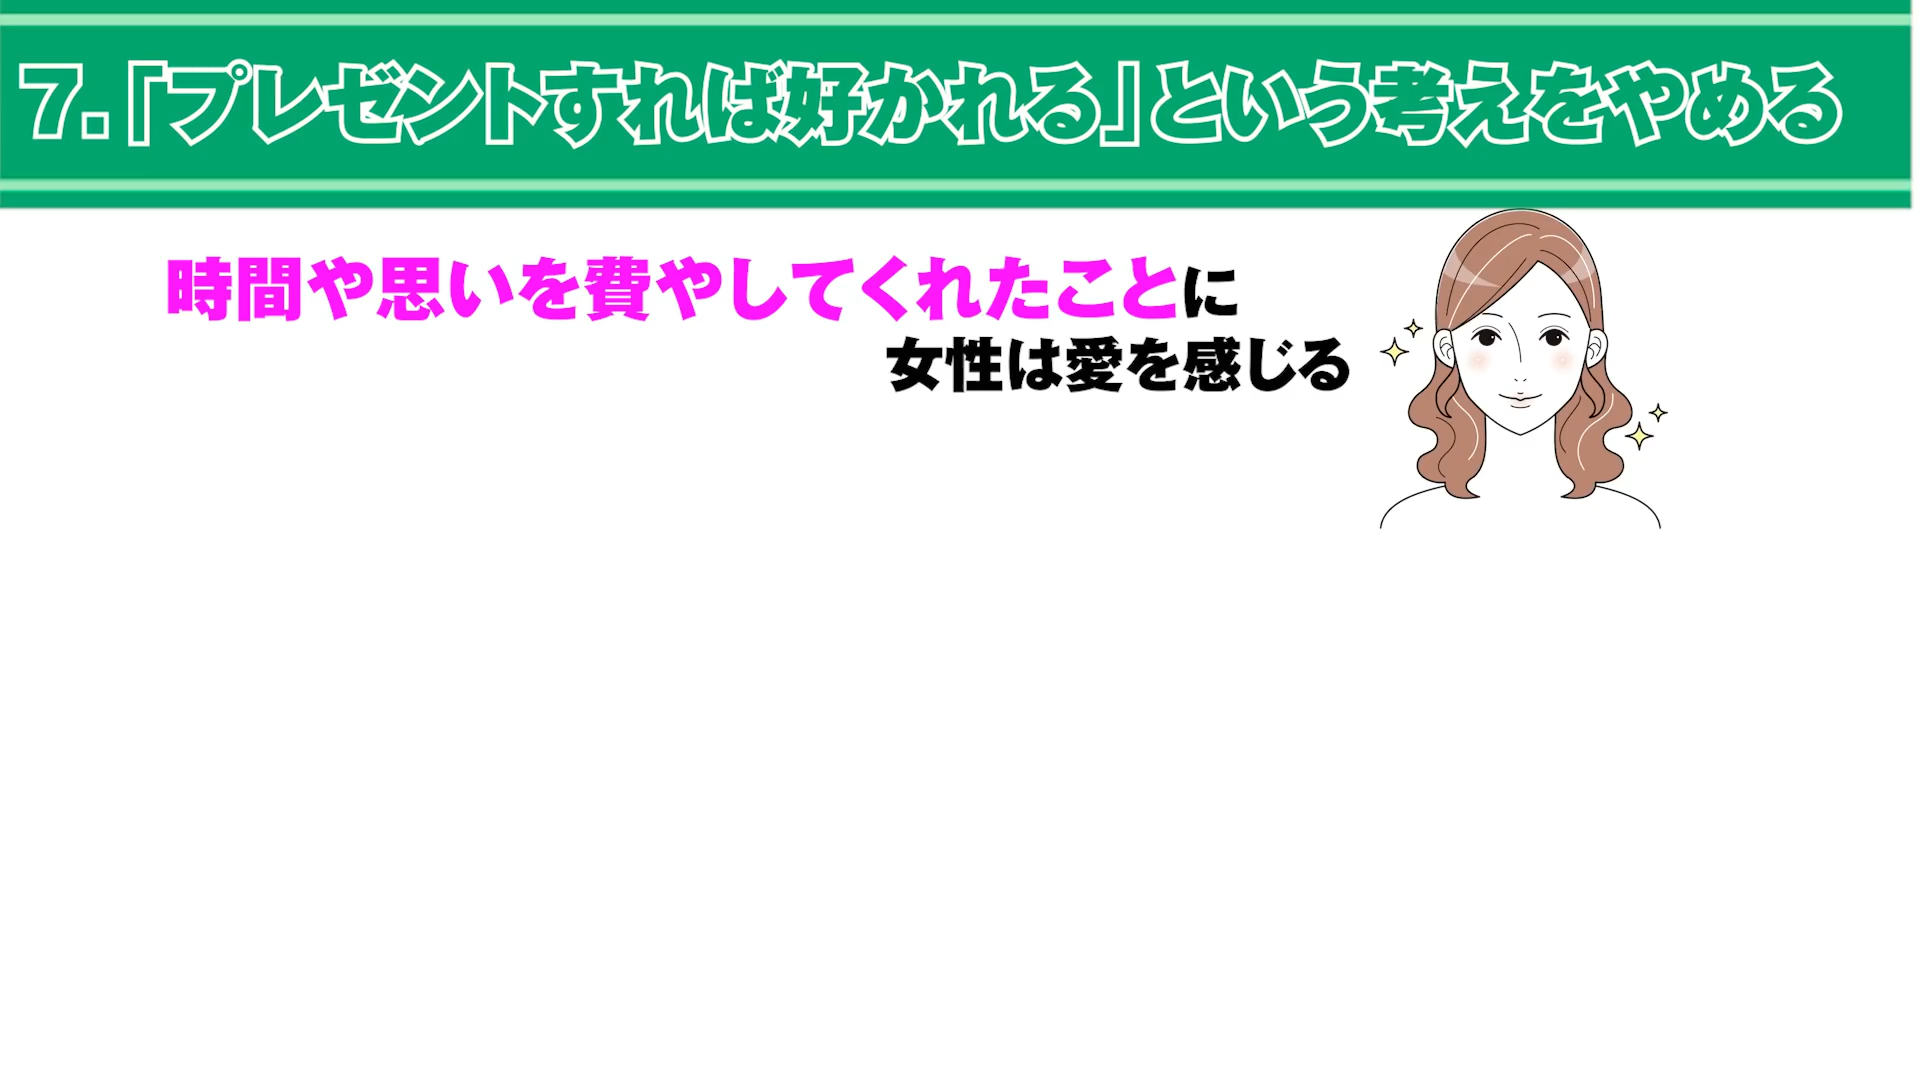 7.「プレゼントすれば好かれる」という考えをやめる
時間や思いを費やしてくれたことに
女性は愛を感じる